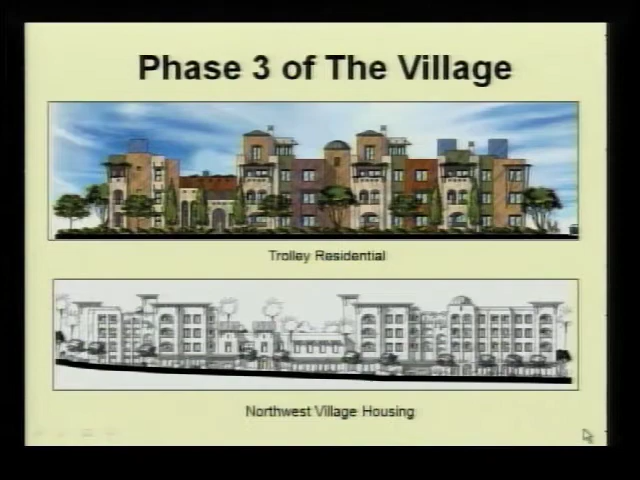 Phase 3 of The Village
Trolley Residential
Northwest Village Housing